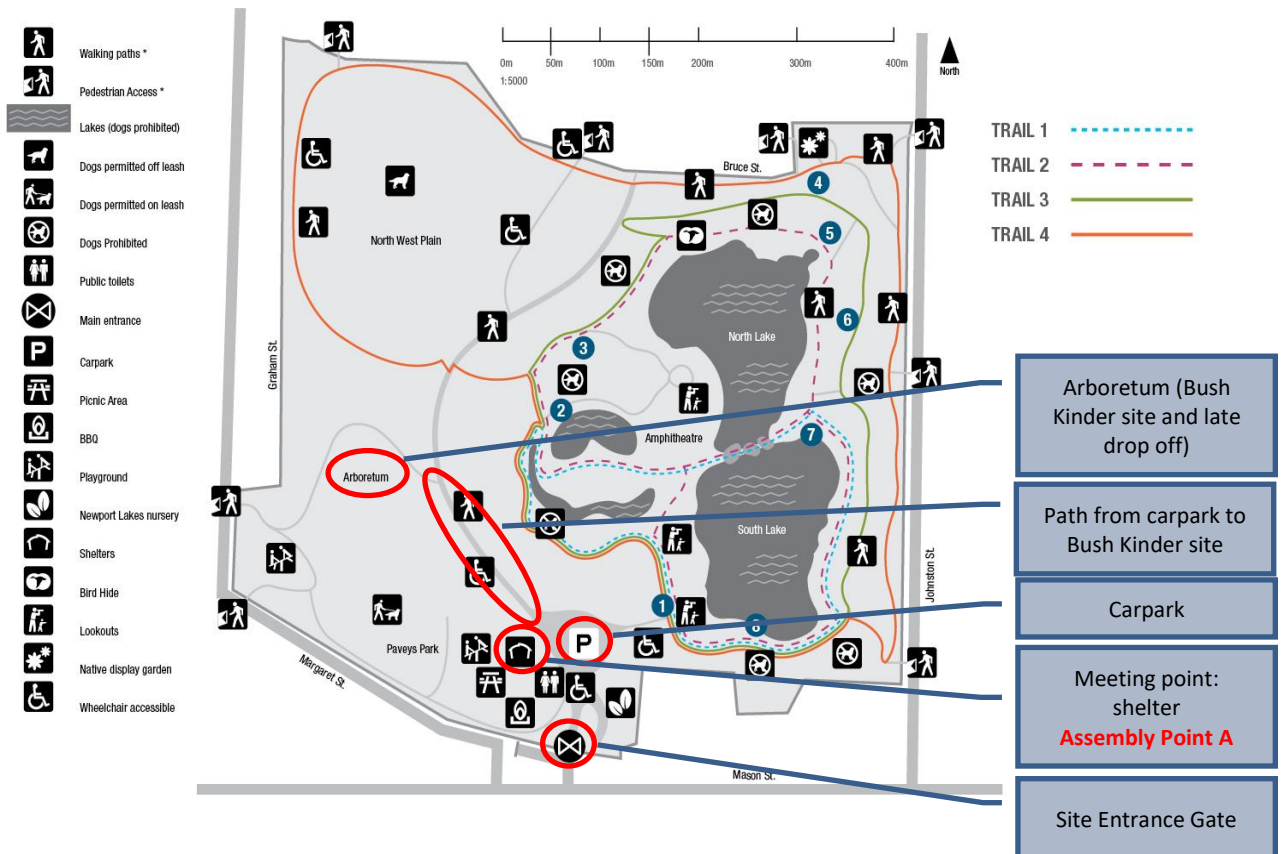 Walking paths *
Pedestrian Access *
Lakes (dogs prohibited)
Dogs permitted off leash
Dogs permitted on leash
Dogs Prohibited
Public toilets
Main entrance
P
Carpark
Picnic Area
BBQ
Playground
Newport Lakes nursery
Shelters
Bird Hide
Lookouts
Native display garden
Wheelchair accessible
0m 50m 100m 150m 200m 300m 400m
1:5000
North
TRAIL 1
TRAIL 2
TRAIL 3
TRAIL 4
Bruce St.
4
5
North West Plain
6
North Lake
3
Graham St.
2
Amphitheatre
7
Arboretum
South Lake
Johnston St.
1
8
P
Paveys Park
Margaret St.
Mason St.
Arboretum (Bush
Kinder site and late
drop off)
Path from carpark to
Bush Kinder site
Carpark
Meeting point:
shelter
Assembly Point A
Site Entrance Gate